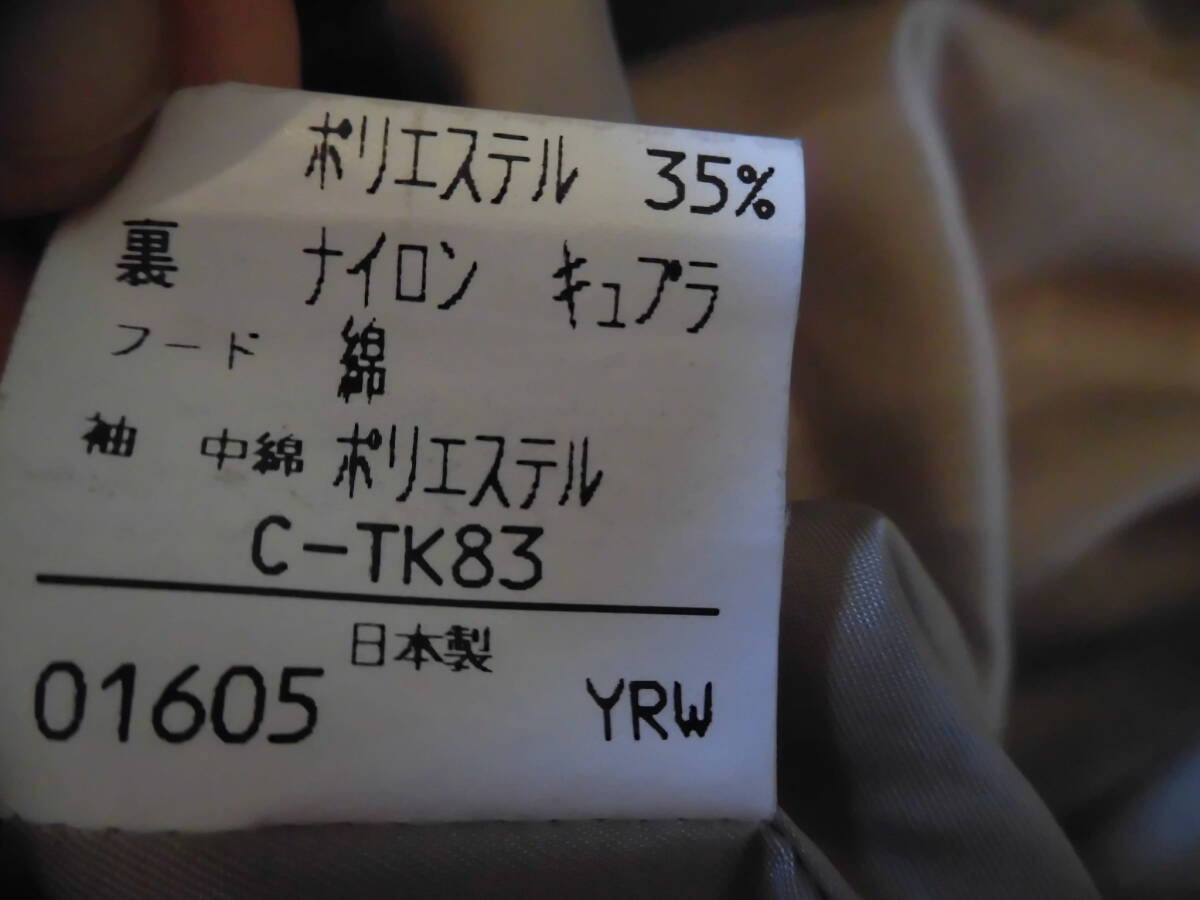 ポリエステル 35%
裏 ナイロン キュプラ
フード 綿
袖 中綿 ポリエステル
C-TK83
日本製
01605 YRW